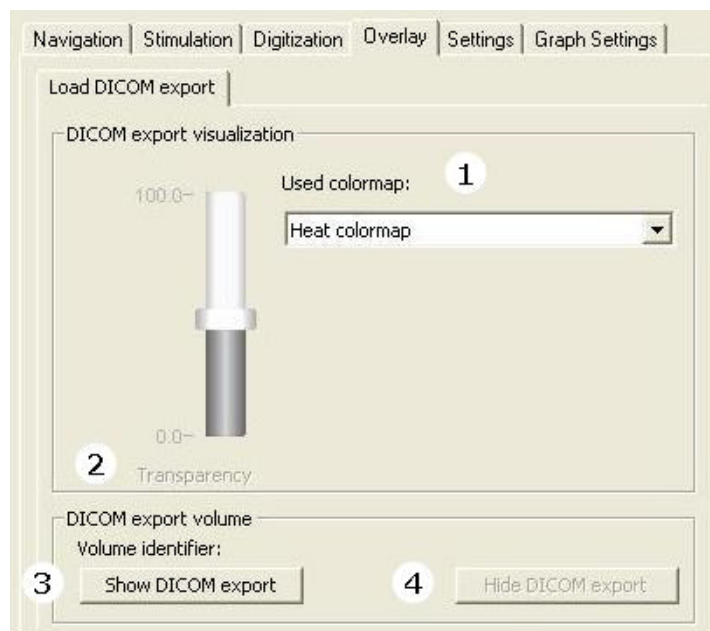 Navigation Stimulation Digitization Overlay Settings Graph Settings
Load DICOM export
DICOM export visualization
1
Used colormap:
100.0
Heat colormap
0.0
2
Transparency
DICOM export volume
Volume identifier:
3 Show DICOM export 4 Hide DICOM export